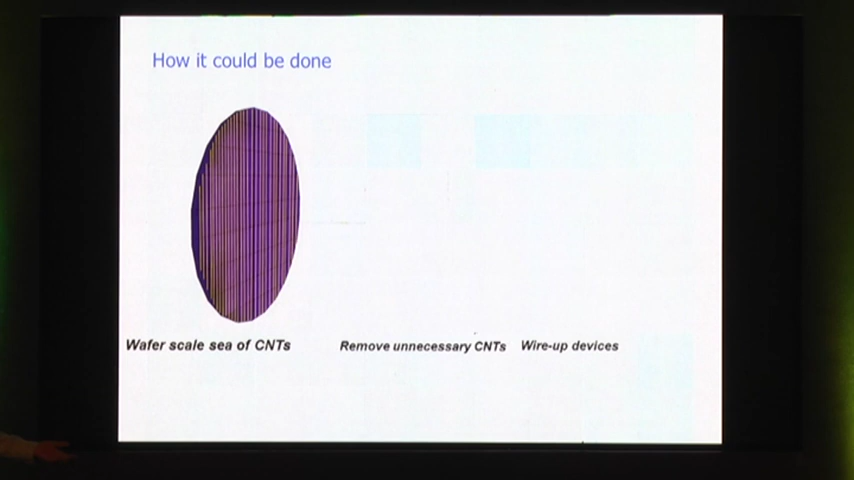 How it could be done
Wafer scale sea of CNTs
Remove unnecessary CNTs
Wire-up devices